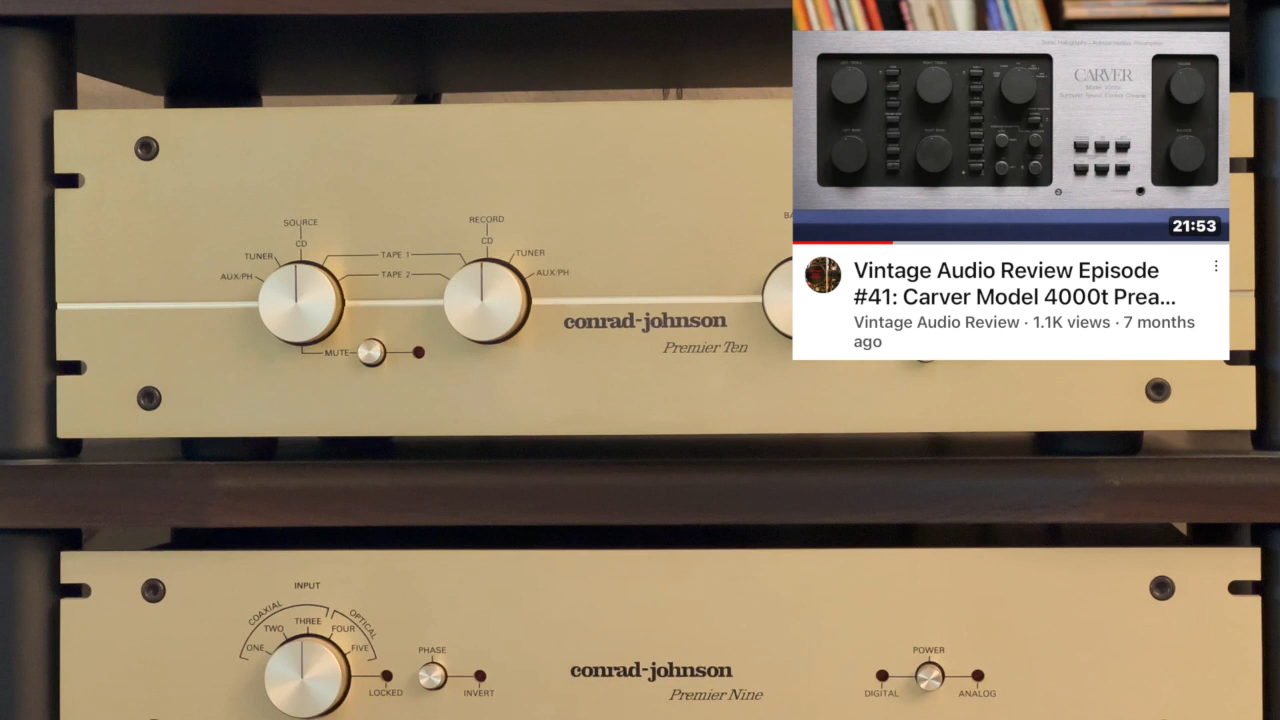 SOURCE
CD
TUNER
AUX/PH
TAPE 1
TAPE 2
RECORD
CD
TUNER
AUX/PH
MUTE
conrad-johnson
Premier Ten
CARVER
21:53
Vintage Audio Review Episode
#41: Carver Model 4000t Prea...
Vintage Audio Review · 1.1K views · 7 months
ago
INPUT
COAXIAL
OPTICAL
ONE
TWO
THREE
FOUR
FIVE
LOCKED
PHASE
INVERT
conrad-johnson
Premier Nine
POWER
DIGITAL
ANALOG